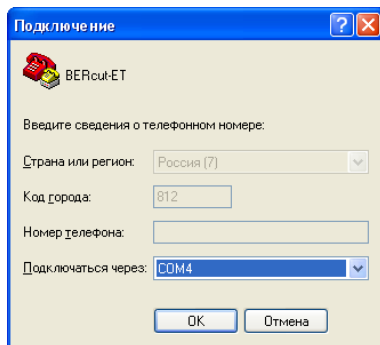 Подключение
BERcut-ET
Введите сведения о телефонном номере:
Страна или регион: Россия (7)
Код города: 812
Номер телефона:
Подключаться через: COM4
OK Отмена